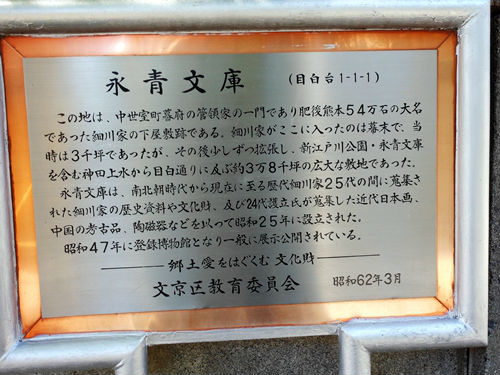 永青文庫 (目白台1-1-1)
この地は、中世室町幕府の管領家の一門であり肥後熊本54万石の大名
であった細川家の下屋敷跡である。細川家がここに入ったのは幕末で、当
時は3千坪であったが、その後少しずつ拡張し、新江戸川公園・永青文庫
を含む神田上水から目白通りに及ぶ約3万8千坪の広大な敷地であった。
永青文庫は、南北朝時代から現在に至る歴代細川家25代の間に蒐集さ
れた細川家の歴史資料や文化財、及び24代護立氏が蒐集した近代日本画、
中国の考古品、陶磁器などを以って昭和25年に設立された。
昭和47年に登録博物館となり一般に展示公開されている。
郷土愛をはぐくむ文化財
文京区教育委員会 昭和62年3月